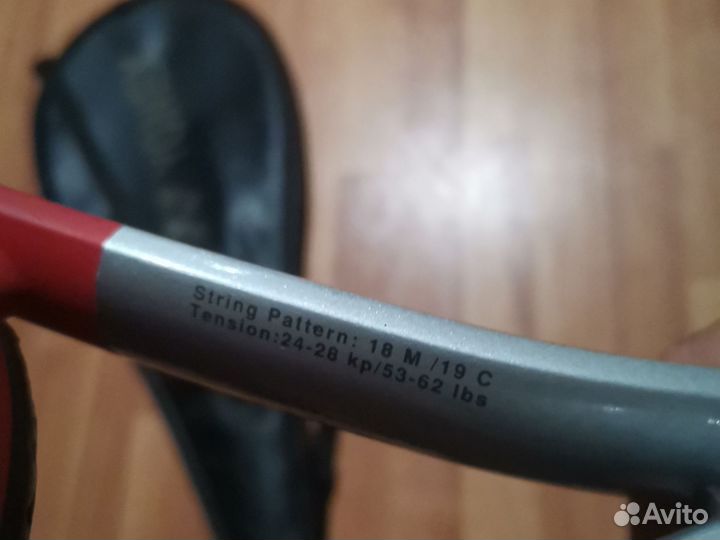 String Pattern: 18 M /19 C
Tension:24-28 kp/53-62 lbs
Avito